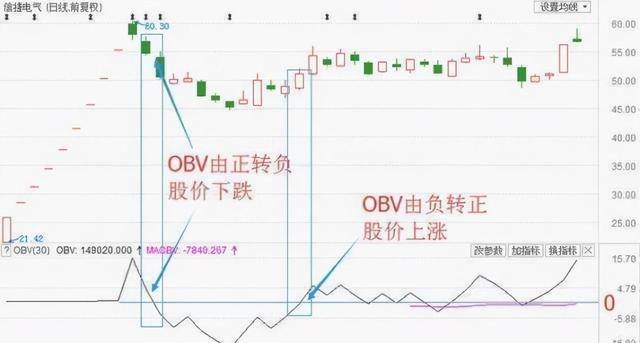 信捷电气 (日线.前复权)
设置均线
60.30
60.00
55.00
50.00
45.00
40.00
35.00
30.00
25.00
21.42
OBV由正转负
股价下跌
OBV由负转正
股价上涨
? OBV(30) OBV: 149020.000 ↑ MAOBV: -7849.267 ↑
改参数 加指标 换指标 ×
15.70
4.79
0
-5.88